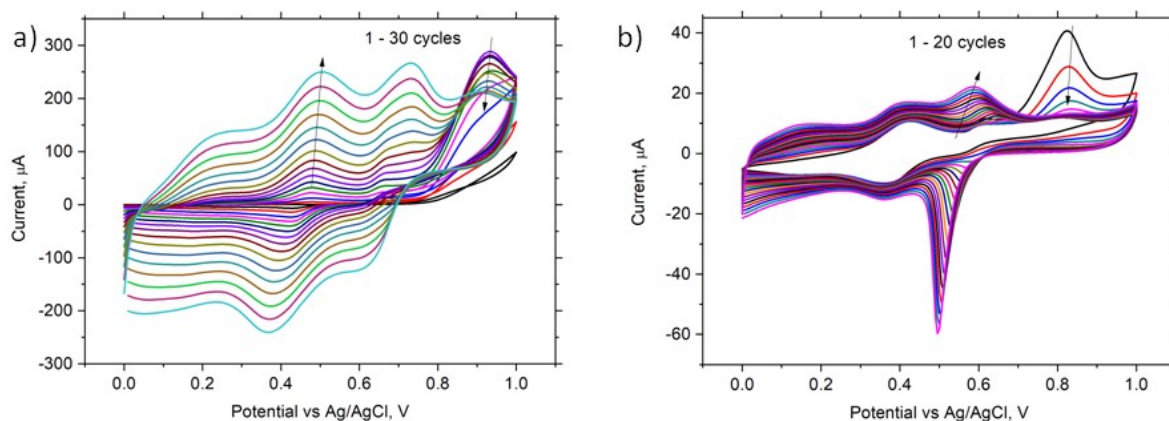 a)
1 - 30 cycles
300
200
100
0
-100
-200
-300
Current, µA
0.0 0.2 0.4 0.6 0.8 1.0
Potential vs Ag/AgCl, V
b)
1 - 20 cycles
40
20
0
-20
-40
-60
Current, µA
0.0 0.2 0.4 0.6 0.8 1.0
Potential vs Ag/AgCl, V